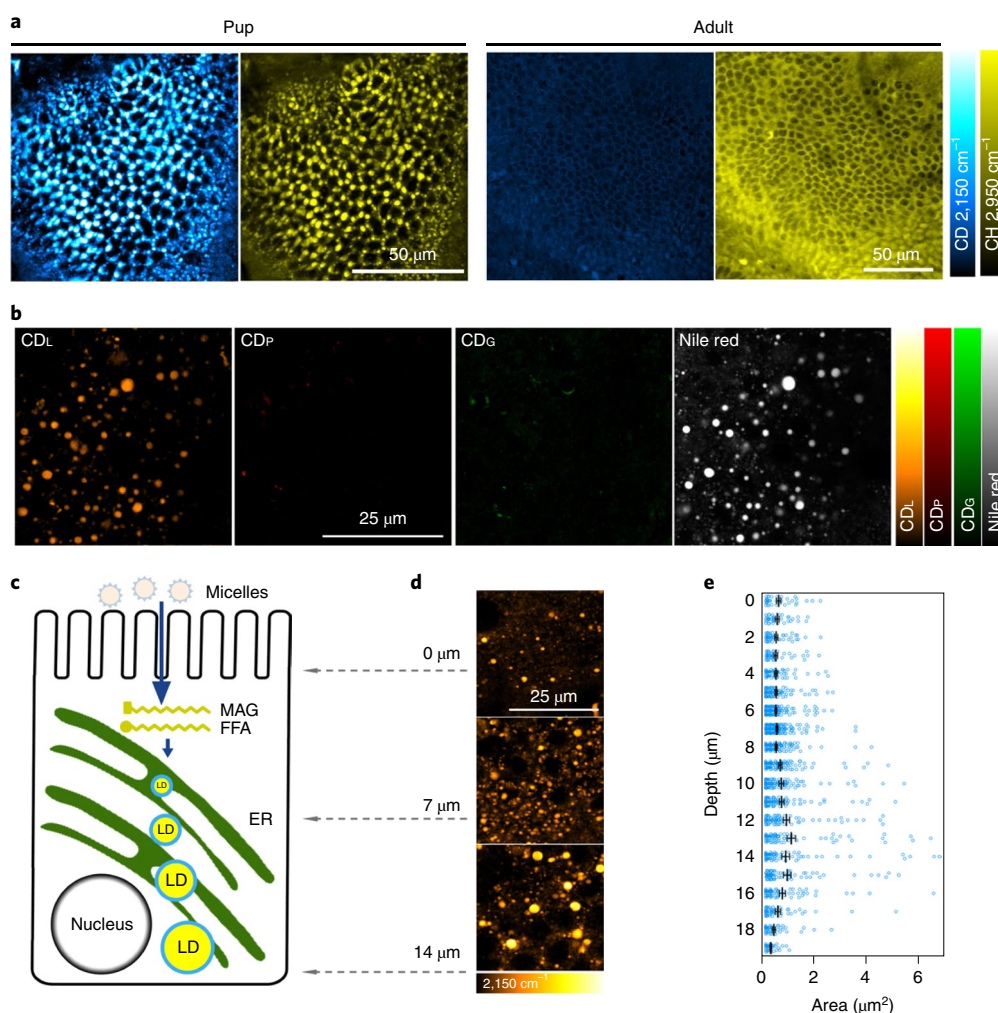 a
Pup
Adult
50 μm
50 μm
CD 2,150 cm⁻¹
CH 2,950 cm⁻¹
b
CDL
CDP
CDG
Nile red
25 μm
CDL
CDP
CDG
Nile red
c
Micelles
MAG
FFA
LD
ER
LD
LD
Nucleus
LD
d
0 μm
25 μm
7 μm
14 μm
2,150 cm⁻¹
e
0
2
4
6
8
10
12
14
16
18
Depth (μm)
0
2
4
6
Area (μm²)